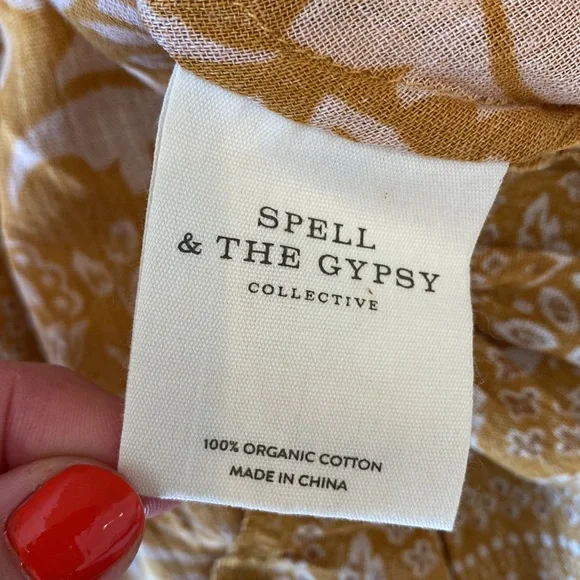 SPELL
& THE GYPSY
COLLECTIVE
100% ORGANIC COTTON
MADE IN CHINA